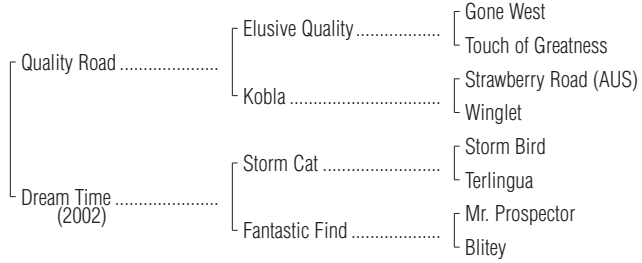 Gone West
Elusive Quality ..................
Touch of Greatness
Quality Road .....................
Strawberry Road (AUS)
Kobla ................................
Winglet
Storm Bird
Storm Cat .........................
Terlingua
Dream Time ......................
(2002)
Mr. Prospector
Fantastic Find ...................
Blitey